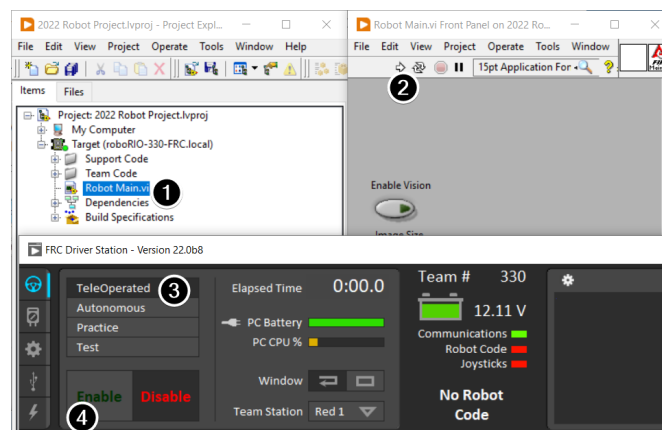 2022 Robot Project.lvproj - Project Expl...
File Edit View Project Operate Tools Window Help
Items Files
Project: 2022 Robot Project.lvproj
My Computer
Target (roboRIO-330-FRC.local)
Support Code
Team Code
Robot Main.vi
1
Dependencies
Build Specifications
Robot Main.vi Front Panel on 2022 Ro...
File Edit View Project Operate Tools Window
15pt Application For
2
Enable Vision
FRC Driver Station - Version 22.0b8
TeleOperated
3
Autonomous
Practice
Test
Enable Disable
4
Elapsed Time 0:00.0
PC Battery
PC CPU %
Window
Team Station Red 1
Team # 330
12.11 V
Communications
Robot Code
Joysticks
No Robot
Code